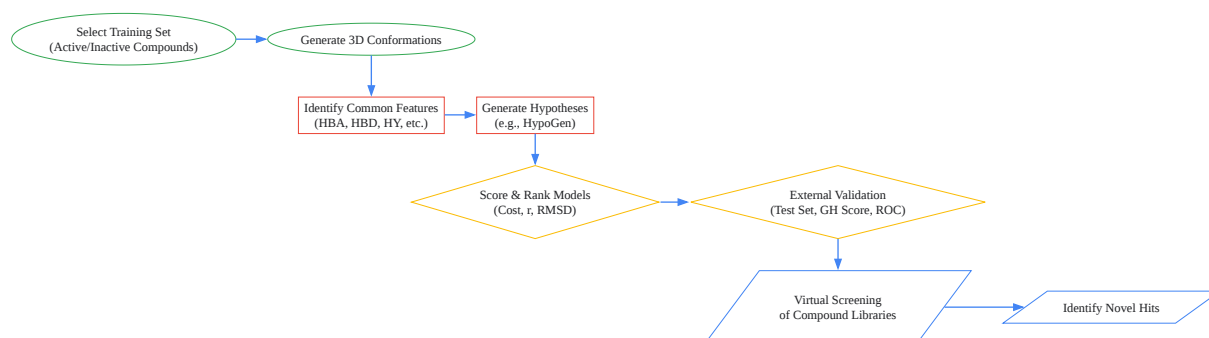 Select Training Set
(Active/Inactive Compounds)
Generate 3D Conformations
Identify Common Features
(HBA, HBD, HY, etc.)
Generate Hypotheses
(e.g., HypoGen)
Score & Rank Models
(Cost, r, RMSD)
External Validation
(Test Set, GH Score, ROC)
Virtual Screening
of Compound Libraries
Identify Novel Hits